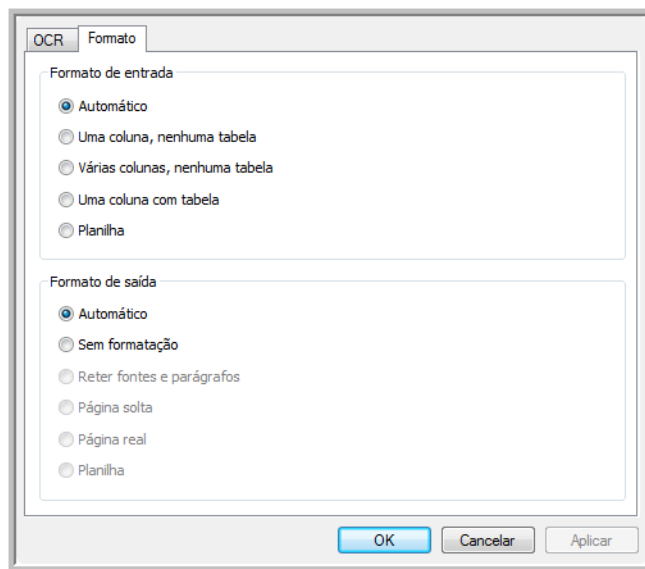 OCR
Formato
Formato de entrada
Automático
Uma coluna, nenhuma tabela
Várias colunas, nenhuma tabela
Uma coluna com tabela
Planilha
Formato de saída
Automático
Sem formatação
Reter fontes e parágrafos
Página solta
Página real
Planilha
OK
Cancelar
Aplicar